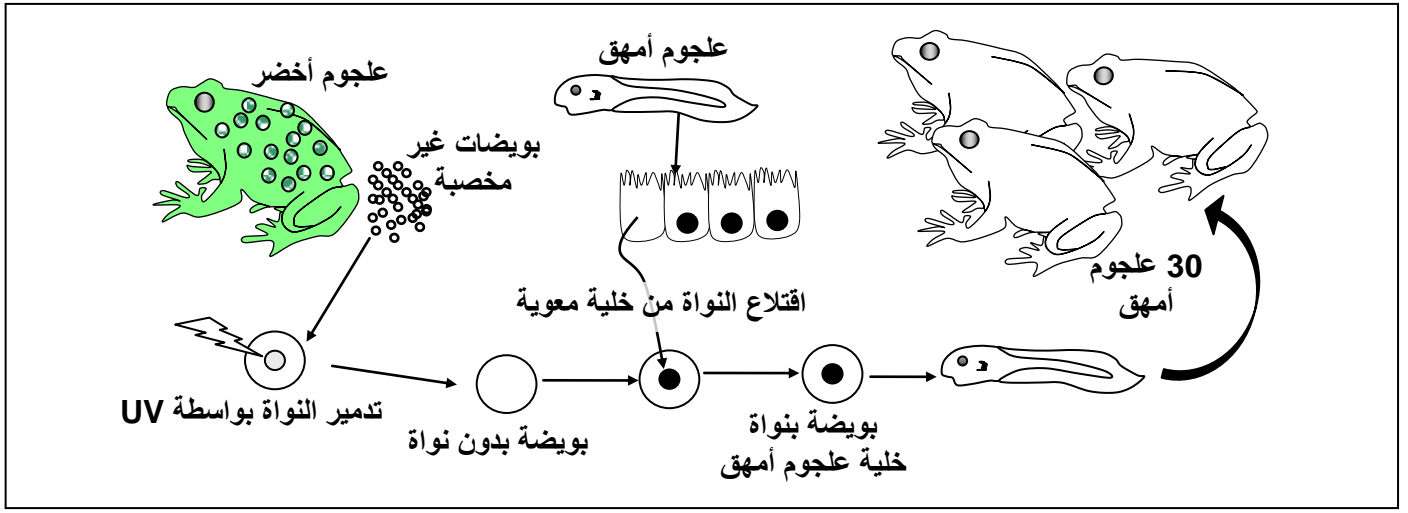 علجوم أخضر
بويضات غير
مخصبة
علجوم أمهق
اقتلاع النواة من خلية معوية
30 علجوم
أمهق
تدمير النواة بواسطة UV
بويضة بدون نواة
بويضة بنواة
خلية علجوم أمهق